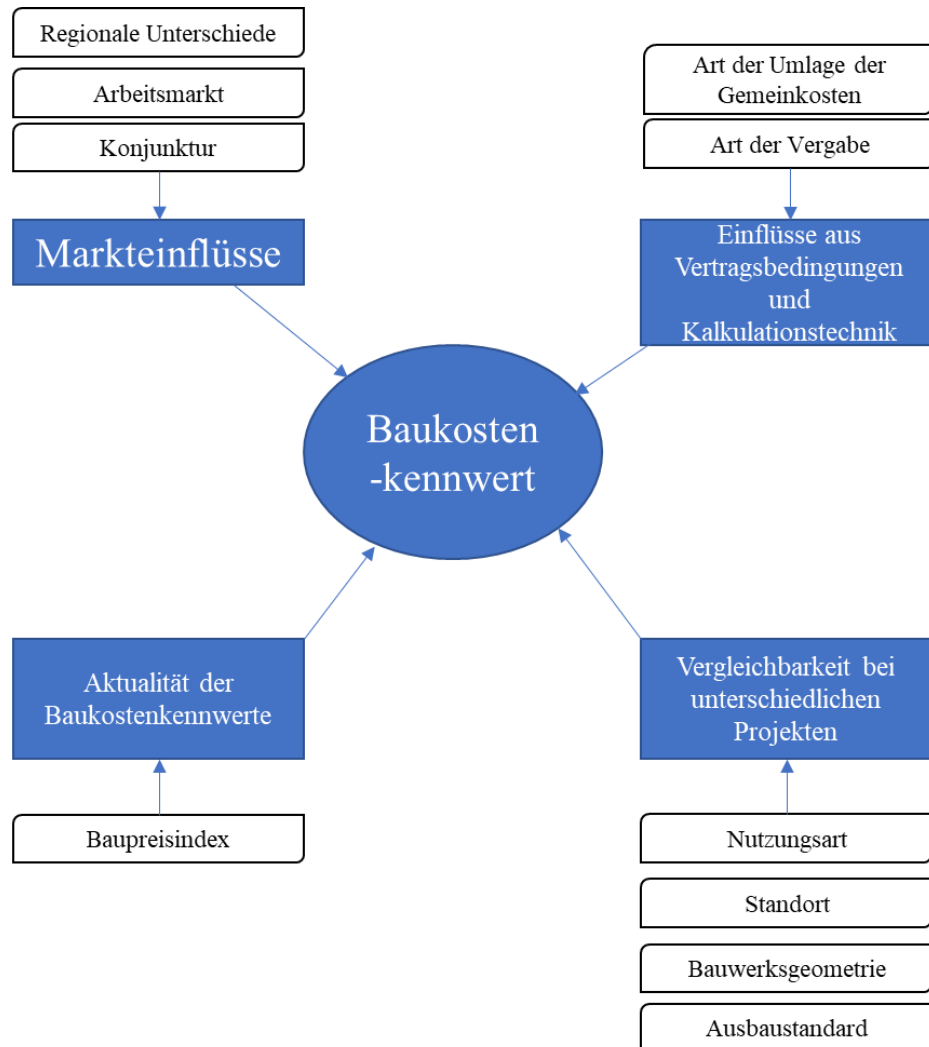 Regionale Unterschiede
Arbeitsmarkt
Konjunktur
Markteinflüsse
Art der Umlage der
Gemeinkosten
Art der Vergabe
Einflüsse aus
Vertragsbedingungen
und
Kalkulationstechnik
Baukosten
-kennwert
Aktualität der
Baukostenkennwerte
Baupreisindex
Vergleichbarkeit bei
unterschiedlichen
Projekten
Nutzungsart
Standort
Bauwerksgeometrie
Ausbaustandard